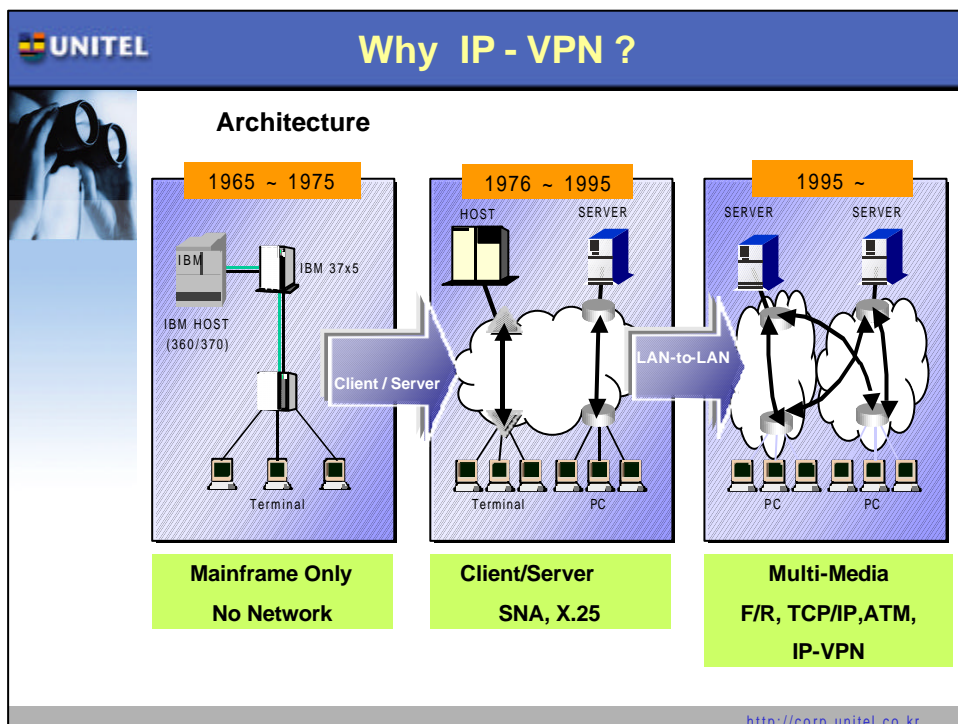 UNITEL
Why IP - VPN ?
Architecture
1965 ~ 1975
IBM
IBM 37x5
IBM HOST
(360/370)
Terminal
Client / Server
1976 ~ 1995
HOST
SERVER
Terminal
PC
LAN-to-LAN
1995 ~
SERVER
SERVER
PC
PC
Mainframe Only
No Network
Client/Server
SNA, X.25
Multi-Media
F/R, TCP/IP,ATM,
IP-VPN
http://corp.unitel.co.kr